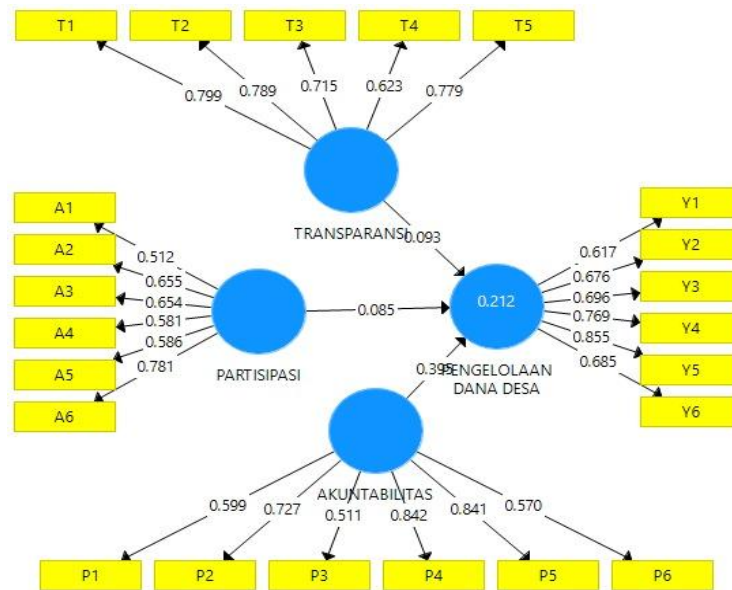 T1 T2 T3 T4 T5
0.799 0.789 0.715 0.623 0.779
TRANSPARANSI
0.093
A1
A2
A3
A4
A5
A6
0.512
0.655
0.654
0.581
0.586
0.781
PARTISIPASI
0.085
0.212
PENGELOLAAN
DANA DESA
0.395
Y1
Y2
Y3
Y4
Y5
Y6
0.617
0.676
0.696
0.769
0.855
0.685
AKUNTABILITAS
0.599 0.727 0.511 0.842 0.841 0.570
P1 P2 P3 P4 P5 P6